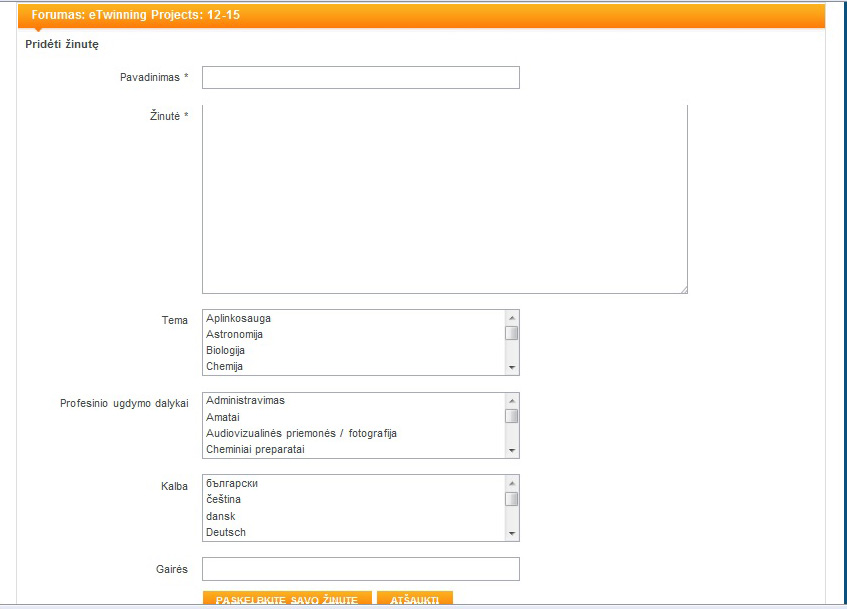 Forumas: eTwinning Projects: 12-15
Pridėti žinutę
Pavadinimas *
Žinutė *
Tema
Aplinkosauga
Astronomija
Biologija
Chemija
Profesinio ugdymo dalykai
Administravimas
Amatai
Audiovizualinės priemonės / fotografija
Cheminiai preparatai
Kalba
български
čeština
dansk
Deutsch
Gairės
PASKELBKITE SAVO ŽINUTĘ
ATŠAUKTI